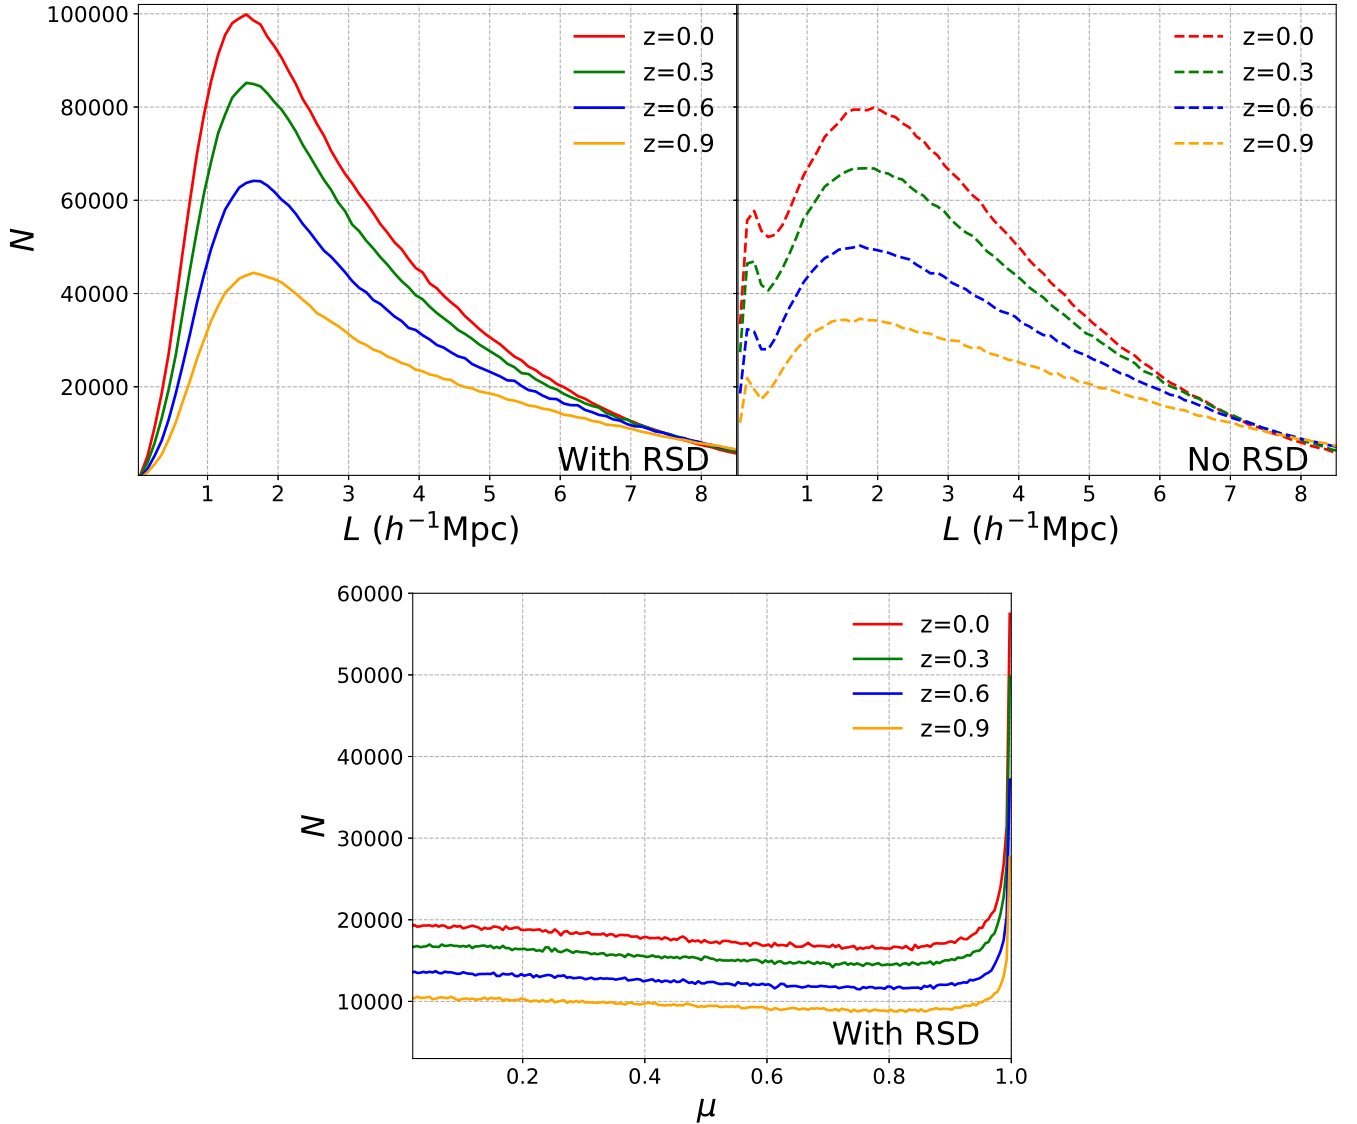 100000
80000
60000
40000
20000
N
z=0.0
z=0.3
z=0.6
z=0.9
With RSD
1 2 3 4 5 6 7 8
L (h⁻¹Mpc)
z=0.0
z=0.3
z=0.6
z=0.9
No RSD
1 2 3 4 5 6 7 8
L (h⁻¹Mpc)
60000
50000
40000
30000
20000
10000
N
z=0.0
z=0.3
z=0.6
z=0.9
With RSD
0.2 0.4 0.6 0.8 1.0
μ